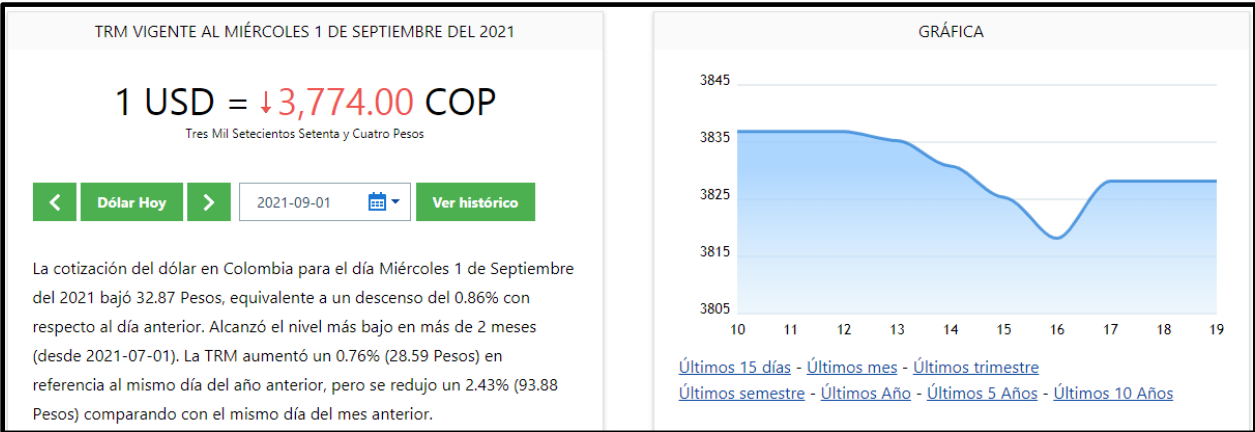 TRM VIGENTE AL MIÉRCOLES 1 DE SEPTIEMBRE DEL 2021
1 USD = ↓3,774.00 COP
Tres Mil Setecientos Setenta y Cuatro Pesos
Dólar Hoy
2021-09-01
Ver histórico
La cotización del dólar en Colombia para el día Miércoles 1 de Septiembre
del 2021 bajó 32.87 Pesos, equivalente a un descenso del 0.86% con
respecto al día anterior. Alcanzó el nivel más bajo en más de 2 meses
(desde 2021-07-01). La TRM aumentó un 0.76% (28.59 Pesos) en
referencia al mismo día del año anterior, pero se redujo un 2.43% (93.88
Pesos) comparando con el mismo día del mes anterior.
GRÁFICA
3845
3835
3825
3815
3805
10 11 12 13 14 15 16 17 18 19
Últimos 15 días - Últimos mes - Últimos trimestre
Últimos semestre - Últimos Año - Últimos 5 Años - Últimos 10 Años